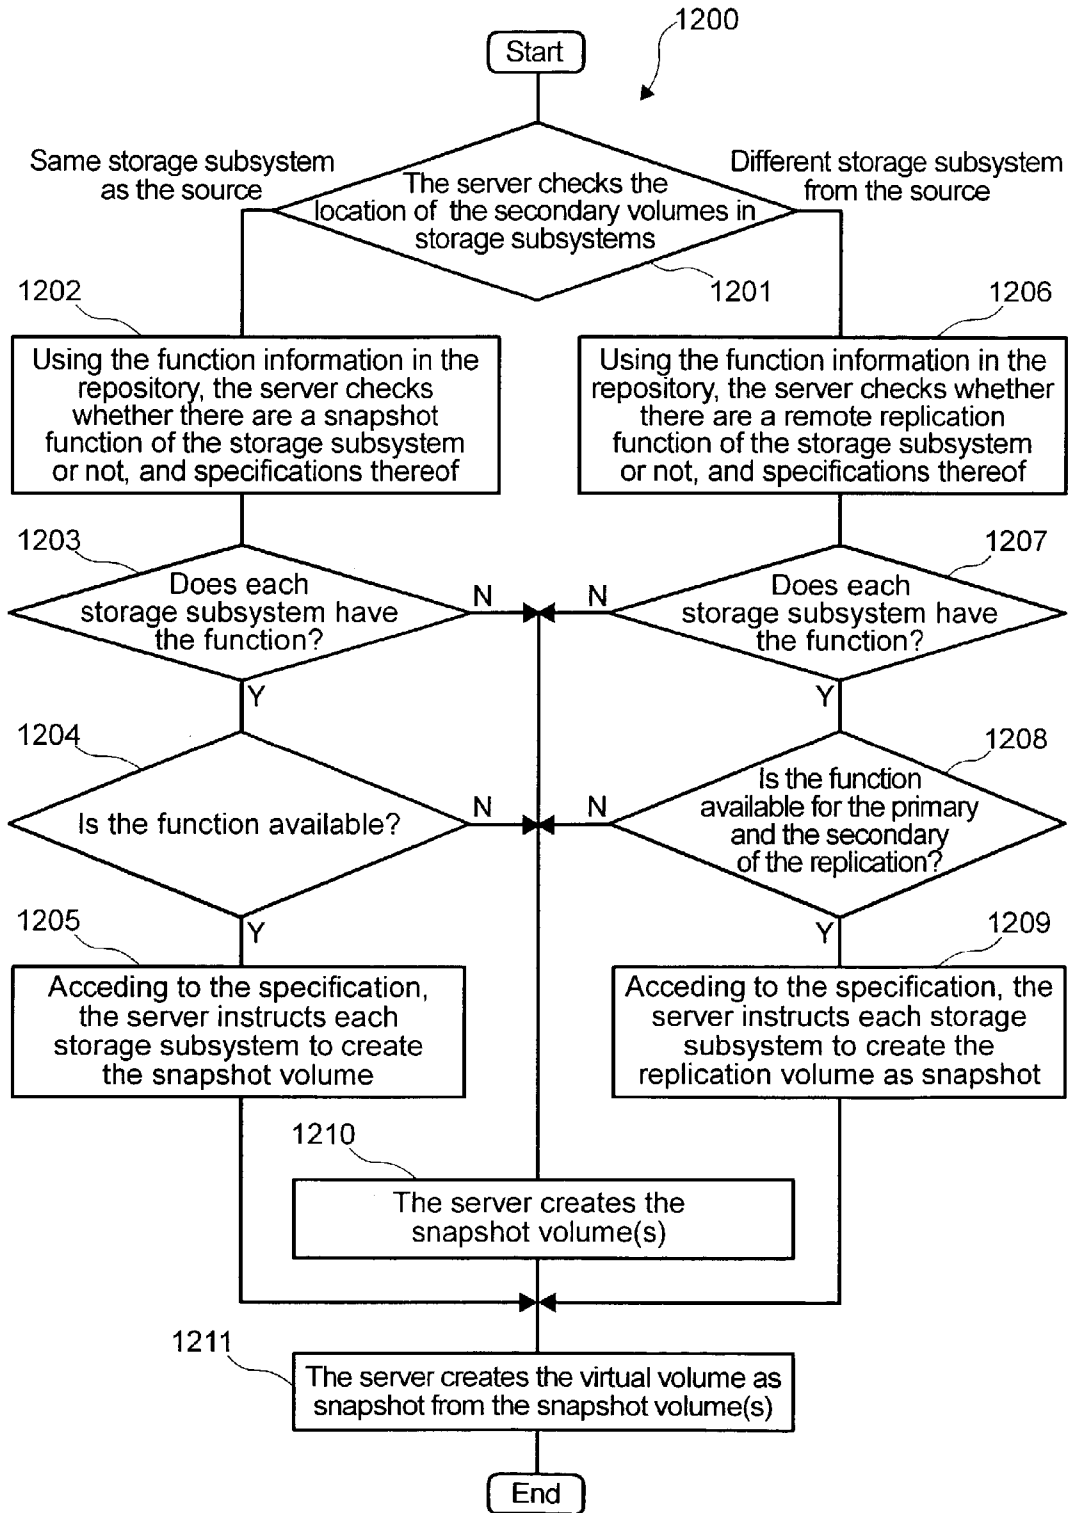 1200
Start
Same storage subsystem
as the source
Different storage subsystem
from the source
The server checks the
location of the secondary volumes in
storage subsystems
1201
1202
Using the function information in the
repository, the server checks
whether there are a snapshot
function of the storage subsystem
or not, and specifications thereof
1206
Using the function information in the
repository, the server checks whether
there are a remote replication
function of the storage subsystem
or not, and specifications thereof
1203
Does each
storage subsystem have
the function?
N
Y
1207
Does each
storage subsystem have
the function?
N
Y
1204
Is the function available?
N
Y
1208
Is the function
available for the primary
and the secondary
of the replication?
N
Y
1205
Acceding to the specification,
the server instructs each
storage subsystem to create
the snapshot volume
1209
Acceding to the specification, the
server instructs each storage
subsystem to create the
replication volume as snapshot
1210
The server creates the
snapshot volume(s)
1211
The server creates the virtual volume as
snapshot from the snapshot volume(s)
End